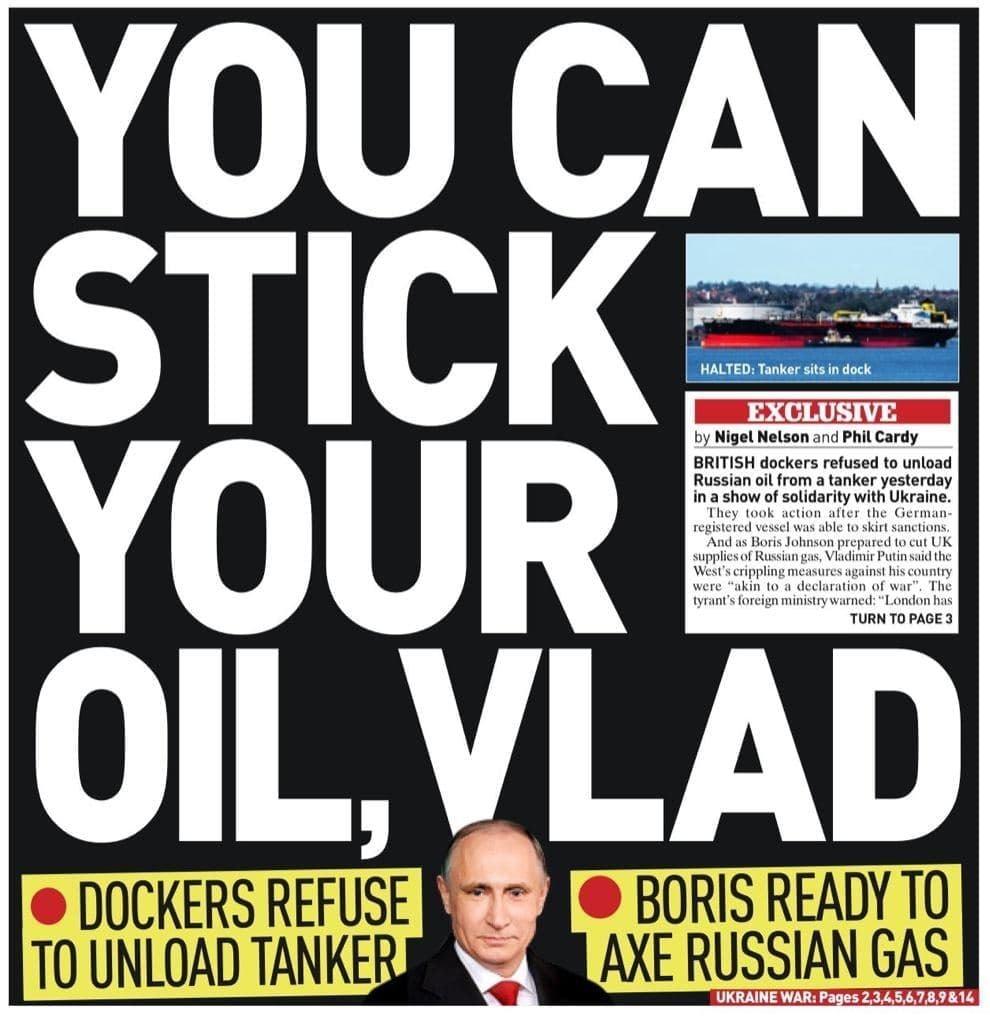 YOU CAN
STICK
YOUR
OIL, VLAD
HALTED: Tanker sits in dock
EXCLUSIVE
by Nigel Nelson and Phil Cardy
BRITISH dockers refused to unload
Russian oil from a tanker yesterday
in a show of solidarity with Ukraine.
They took action after the German-
registered vessel was able to skirt sanctions.
And as Boris Johnson prepared to cut UK
supplies of Russian gas, Vladimir Putin said the
West's crippling measures against his country
were "akin to a declaration of war". The
tyrant's foreign ministry warned: "London has
TURN TO PAGE 3
● DOCKERS REFUSE
TO UNLOAD TANKER
● BORIS READY TO
AXE RUSSIAN GAS
UKRAINE WAR: Pages 2,3,4,5,6,7,8,9 & 14